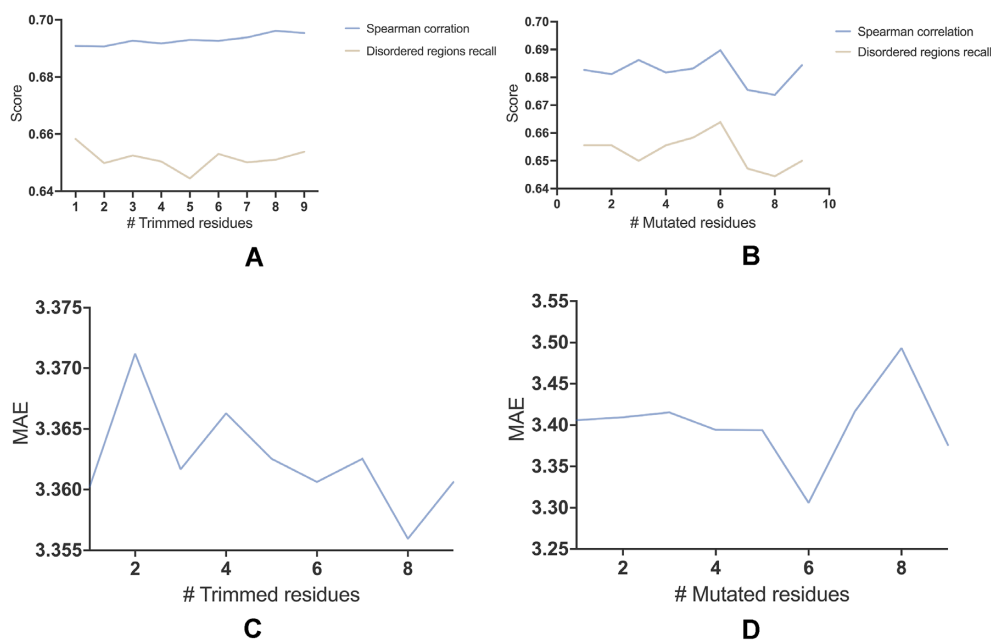 0.70
0.68
0.66
0.64
Score
1 2 3 4 5 6 7 8 9
# Trimmed residues
Spearman corration
Disordered regions recall
A
0.70
0.69
0.68
0.67
0.66
0.65
0.64
Score
0 2 4 6 8 10
# Mutated residues
Spearman correlation
Disordered regions recall
B
3.375
3.370
3.365
3.360
3.355
MAE
2 4 6 8
# Trimmed residues
C
3.55
3.50
3.45
3.40
3.35
3.30
3.25
MAE
2 4 6 8
# Mutated residues
D